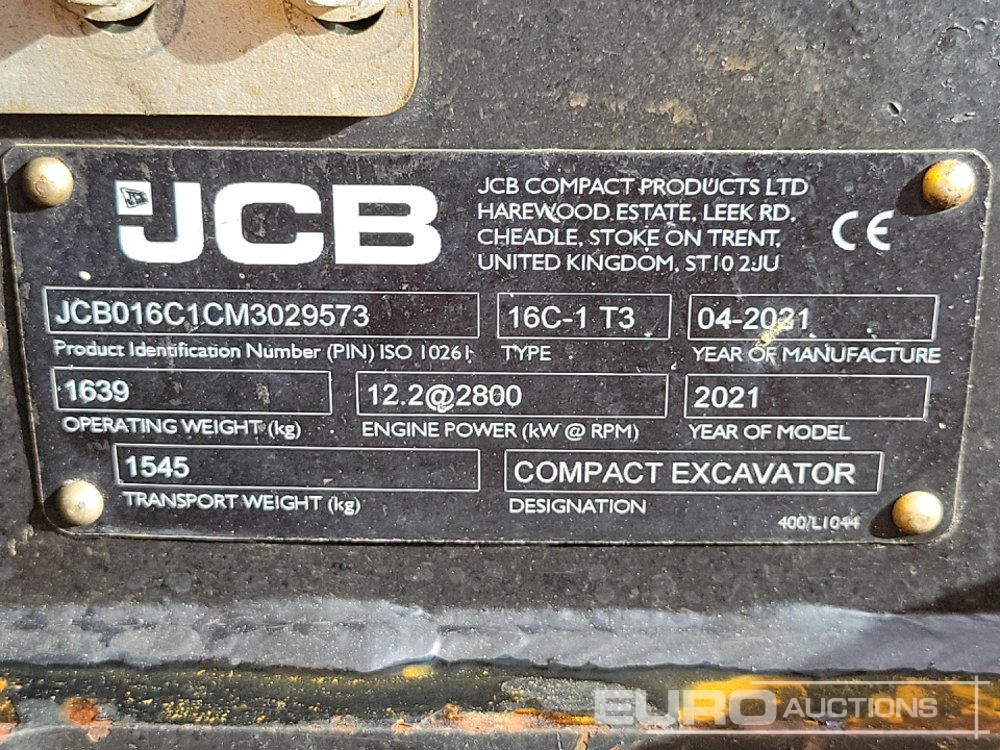 JCB
JCB COMPACT PRODUCTS LTD
HAREWOOD ESTATE, LEEK RD,
CHEADLE, STOKE ON TRENT,
UNITED KINGDOM. ST10 2JU
CE
JCB016C1CM3029573
16C-1 T3
04-2021
Product Identification Number (PIN) ISO 10261
TYPE
YEAR OF MANUFACTURE
1639
12.2@2800
2021
OPERATING WEIGHT (kg)
ENGINE POWER (kW @ RPM)
YEAR OF MODEL
1545
COMPACT EXCAVATOR
TRANSPORT WEIGHT (kg)
DESIGNATION
400/L1044
EURO AUCTIONS